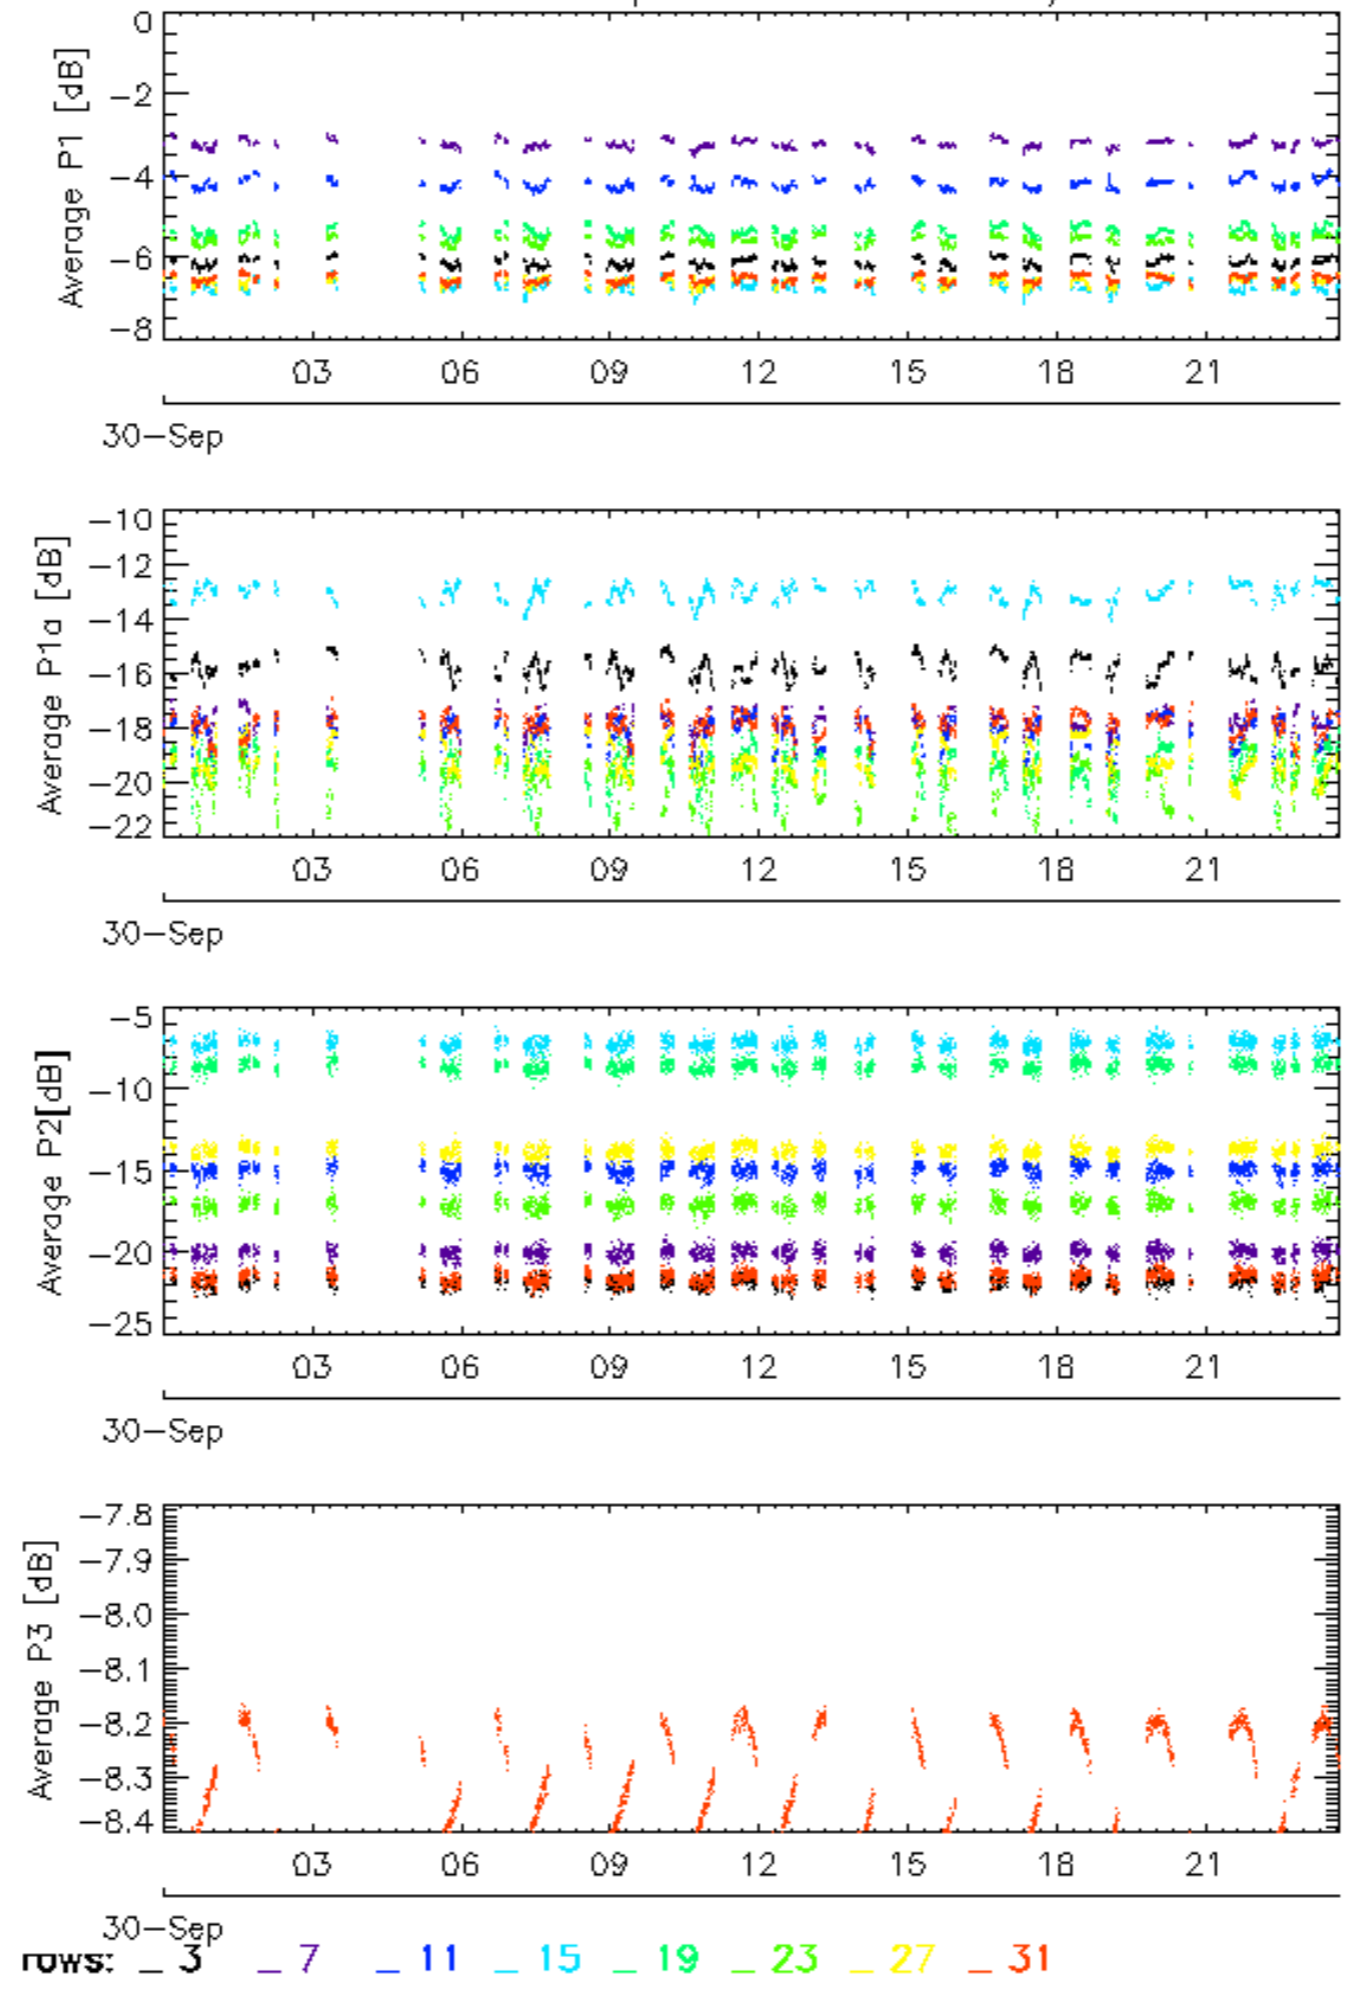 0
-2
-4
-6
-8
Average P1 [dB]
03 06 09 12 15 18 21
30-Sep
-10
-12
-14
-16
-18
-20
-22
Average P1a [dB]
03 06 09 12 15 18 21
30-Sep
-5
-10
-15
-20
-25
Average P2[dB]
03 06 09 12 15 18 21
30-Sep
-7.8
-7.9
-8.0
-8.1
-8.2
-8.3
-8.4
Average P3 [dB]
03 06 09 12 15 18 21
30-Sep
rows: _ 3 _ 7 _ 11 _ 15 _ 19 _ 23 _ 27 _ 31